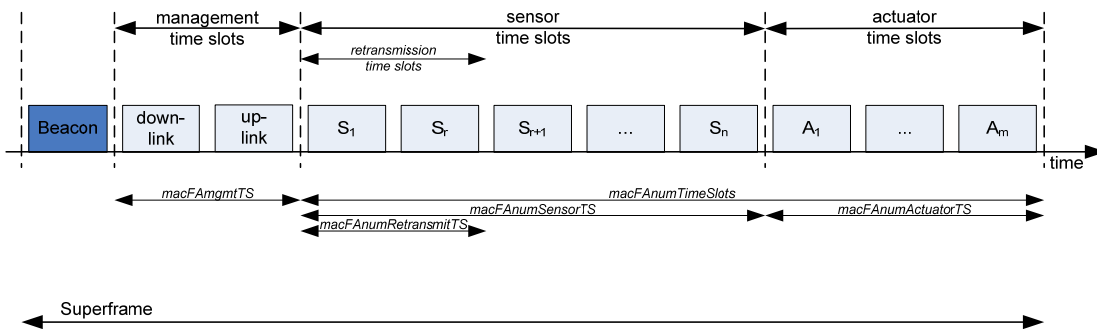 management
time slots
sensor
time slots
actuator
time slots
retransmission
time slots
Beacon
down-
link
up-
link
S1
Sr
Sr+1
...
Sn
A1
...
Am
time
macFAmgmtTS
macFAnumTimeSlots
macFAnumSensorTS
macFAnumActuatorTS
macFAnumRetransmitTS
Superframe